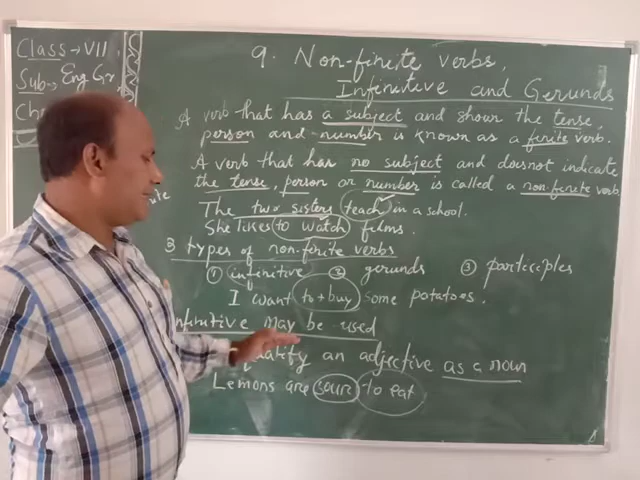 Class → VII
Sub → Eng Gr
Ch
9. Non-finite verbs,
Infinitive and Gerunds
A verb that has a subject and show the tense,
person and number is known as a finite verb.
A verb that has no subject and doesnot indicate
the tense, person or number is called a non-finite verb
The two sisters teach in a school.
She likes to watch films.
3 types of non-finite verbs
① infinitive ② gerunds ③ participles
I want to + buy some potatoes.
Infinitive may be used
an adjective as a noun
Lemons are sour to eat